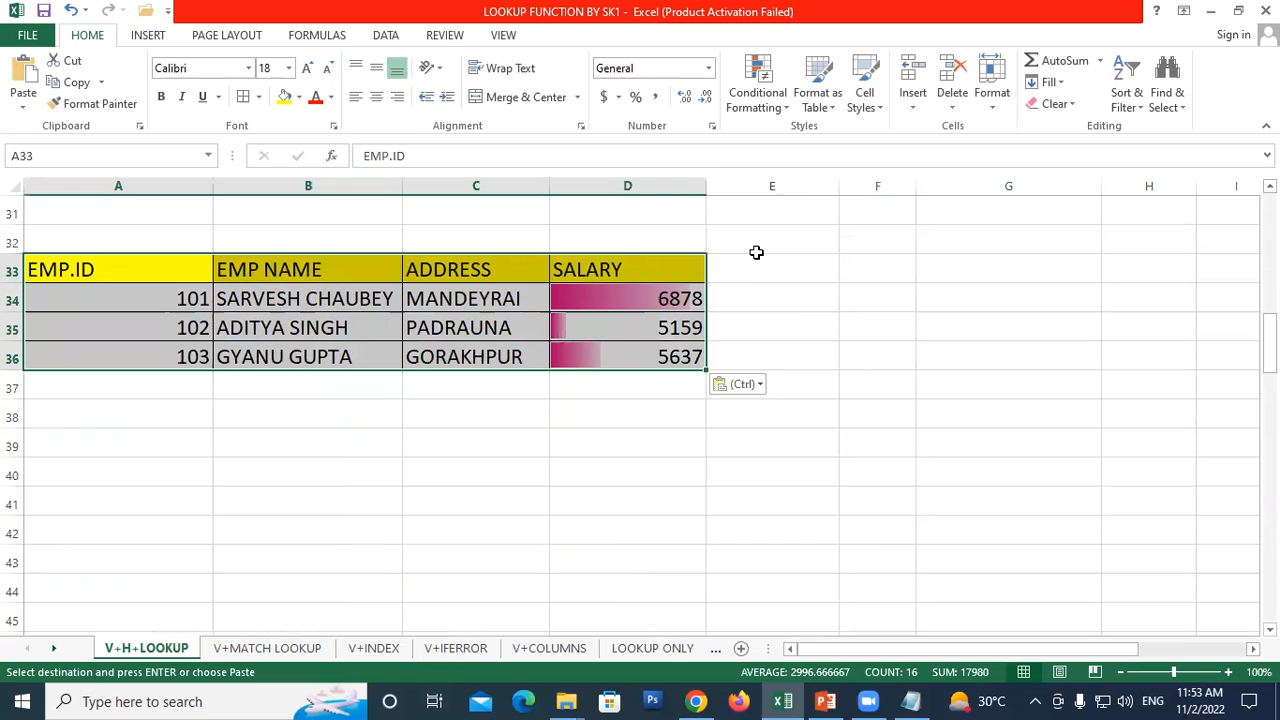 LOOKUP FUNCTION BY SK1 - Excel (Product Activation Failed)
?
Sign in
FILE HOME INSERT PAGE LAYOUT FORMULAS DATA REVIEW VIEW
Paste
Cut
Copy
Format Painter
Calibri 18
B I U A
Wrap Text
Merge & Center
General
$ % ,
Conditional Formatting
Format as Table
Cell Styles
Insert
Delete
Format
AutoSum
Fill
Clear
Sort & Filter
Find & Select
Clipboard Font Alignment Number Styles Cells Editing
A33 fx EMP.ID
A B C D E F G H I
31
32
33 EMP.ID EMP NAME ADDRESS SALARY
34 101 SARVESH CHAUBEY MANDEYRAI 6878
35 102 ADITYA SINGH PADRAUNA 5159
36 103 GYANU GUPTA GORAKHPUR 5637
37 (Ctrl)
38
39
40
41
42
43
44
45
V+H+LOOKUP V+MATCH LOOKUP V+INDEX V+IFERROR V+COLUMNS LOOKUP ONLY ...
Select destination and press ENTER or choose Paste AVERAGE: 2996.666667 COUNT: 16 SUM: 17980 100%
Type here to search 30°C ENG 11:53 AM
11/2/2022